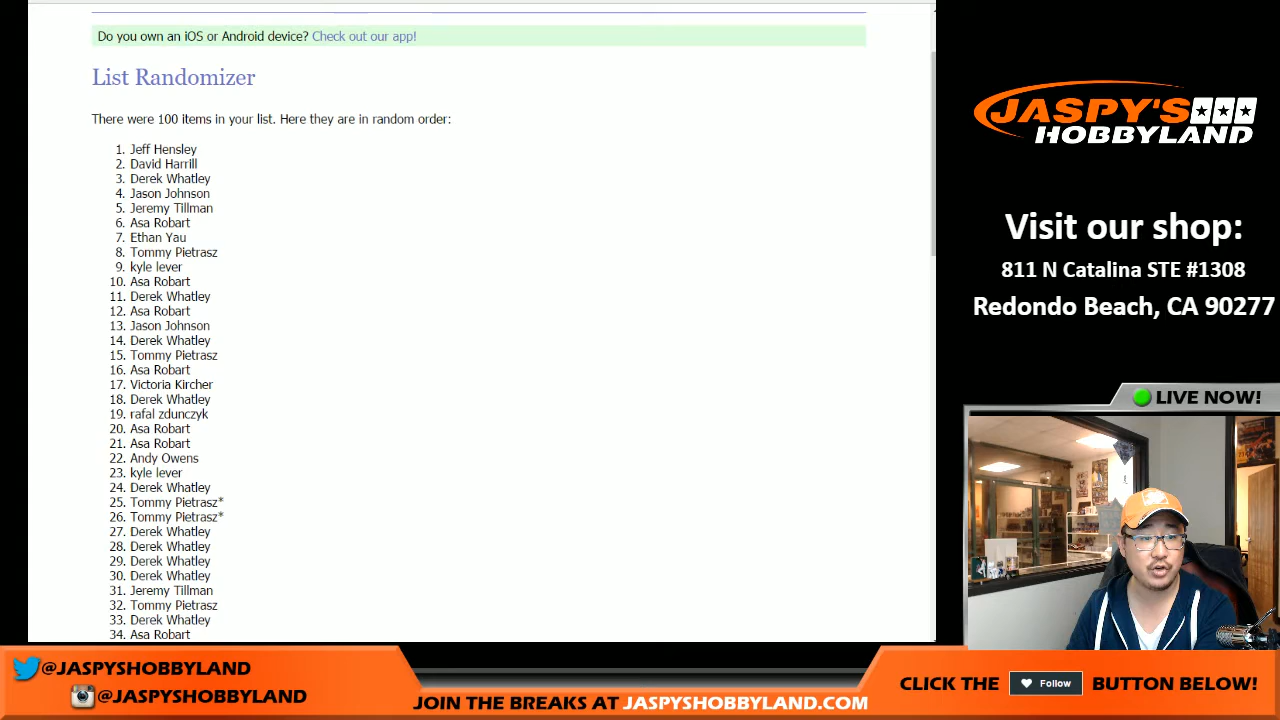 Do you own an iOS or Android device? Check out our app!
List Randomizer
There were 100 items in your list. Here they are in random order:
1. Jeff Hensley
2. David Harrill
3. Derek Whatley
4. Jason Johnson
5. Jeremy Tillman
6. Asa Robart
7. Ethan Yau
8. Tommy Pietrasz
9. kyle lever
10. Asa Robart
11. Derek Whatley
12. Asa Robart
13. Jason Johnson
14. Derek Whatley
15. Tommy Pietrasz
16. Asa Robart
17. Victoria Kircher
18. Derek Whatley
19. rafal zdunczyk
20. Asa Robart
21. Asa Robart
22. Andy Owens
23. kyle lever
24. Derek Whatley
25. Tommy Pietrasz*
26. Tommy Pietrasz*
27. Derek Whatley
28. Derek Whatley
29. Derek Whatley
30. Derek Whatley
31. Jeremy Tillman
32. Tommy Pietrasz
33. Derek Whatley
34. Asa Robart
JASPY'S
HOBBYLAND
Visit our shop:
811 N Catalina STE #1308
Redondo Beach, CA 90277
LIVE NOW!
@JASPYSHOBBYLAND
@JASPYSHOBBYLAND
JOIN THE BREAKS AT JASPYSHOBBYLAND.COM
CLICK THE Follow BUTTON BELOW!